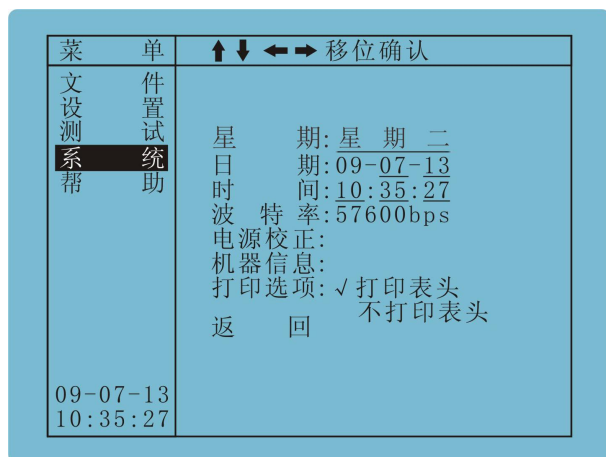 菜 单
↑↓ ←→ 移位确认
文 件
设 置
测 试
系 统
帮 助
09-07-13
10:35:27
星 期: 星 期 二
日 期:09-07-13
时 间:10:35:27
波 特 率:57600bps
电源校正:
机器信息:
打印选项:√打印表头
不打印表头
返 回